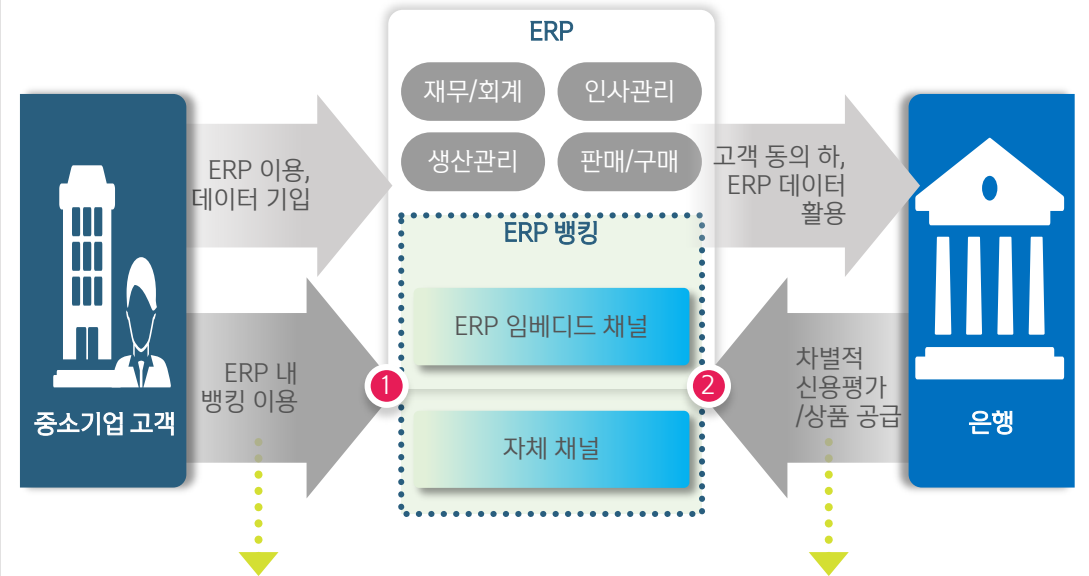 ERP
재무/회계
인사관리
생산관리
판매/구매
ERP 이용,
데이터 기입
고객 동의 하,
ERP 데이터
활용
ERP 뱅킹
ERP 임베디드 채널
자체 채널
ERP 내
뱅킹 이용
1
2
차별적
신용평가
/상품 공급
중소기업 고객
은행